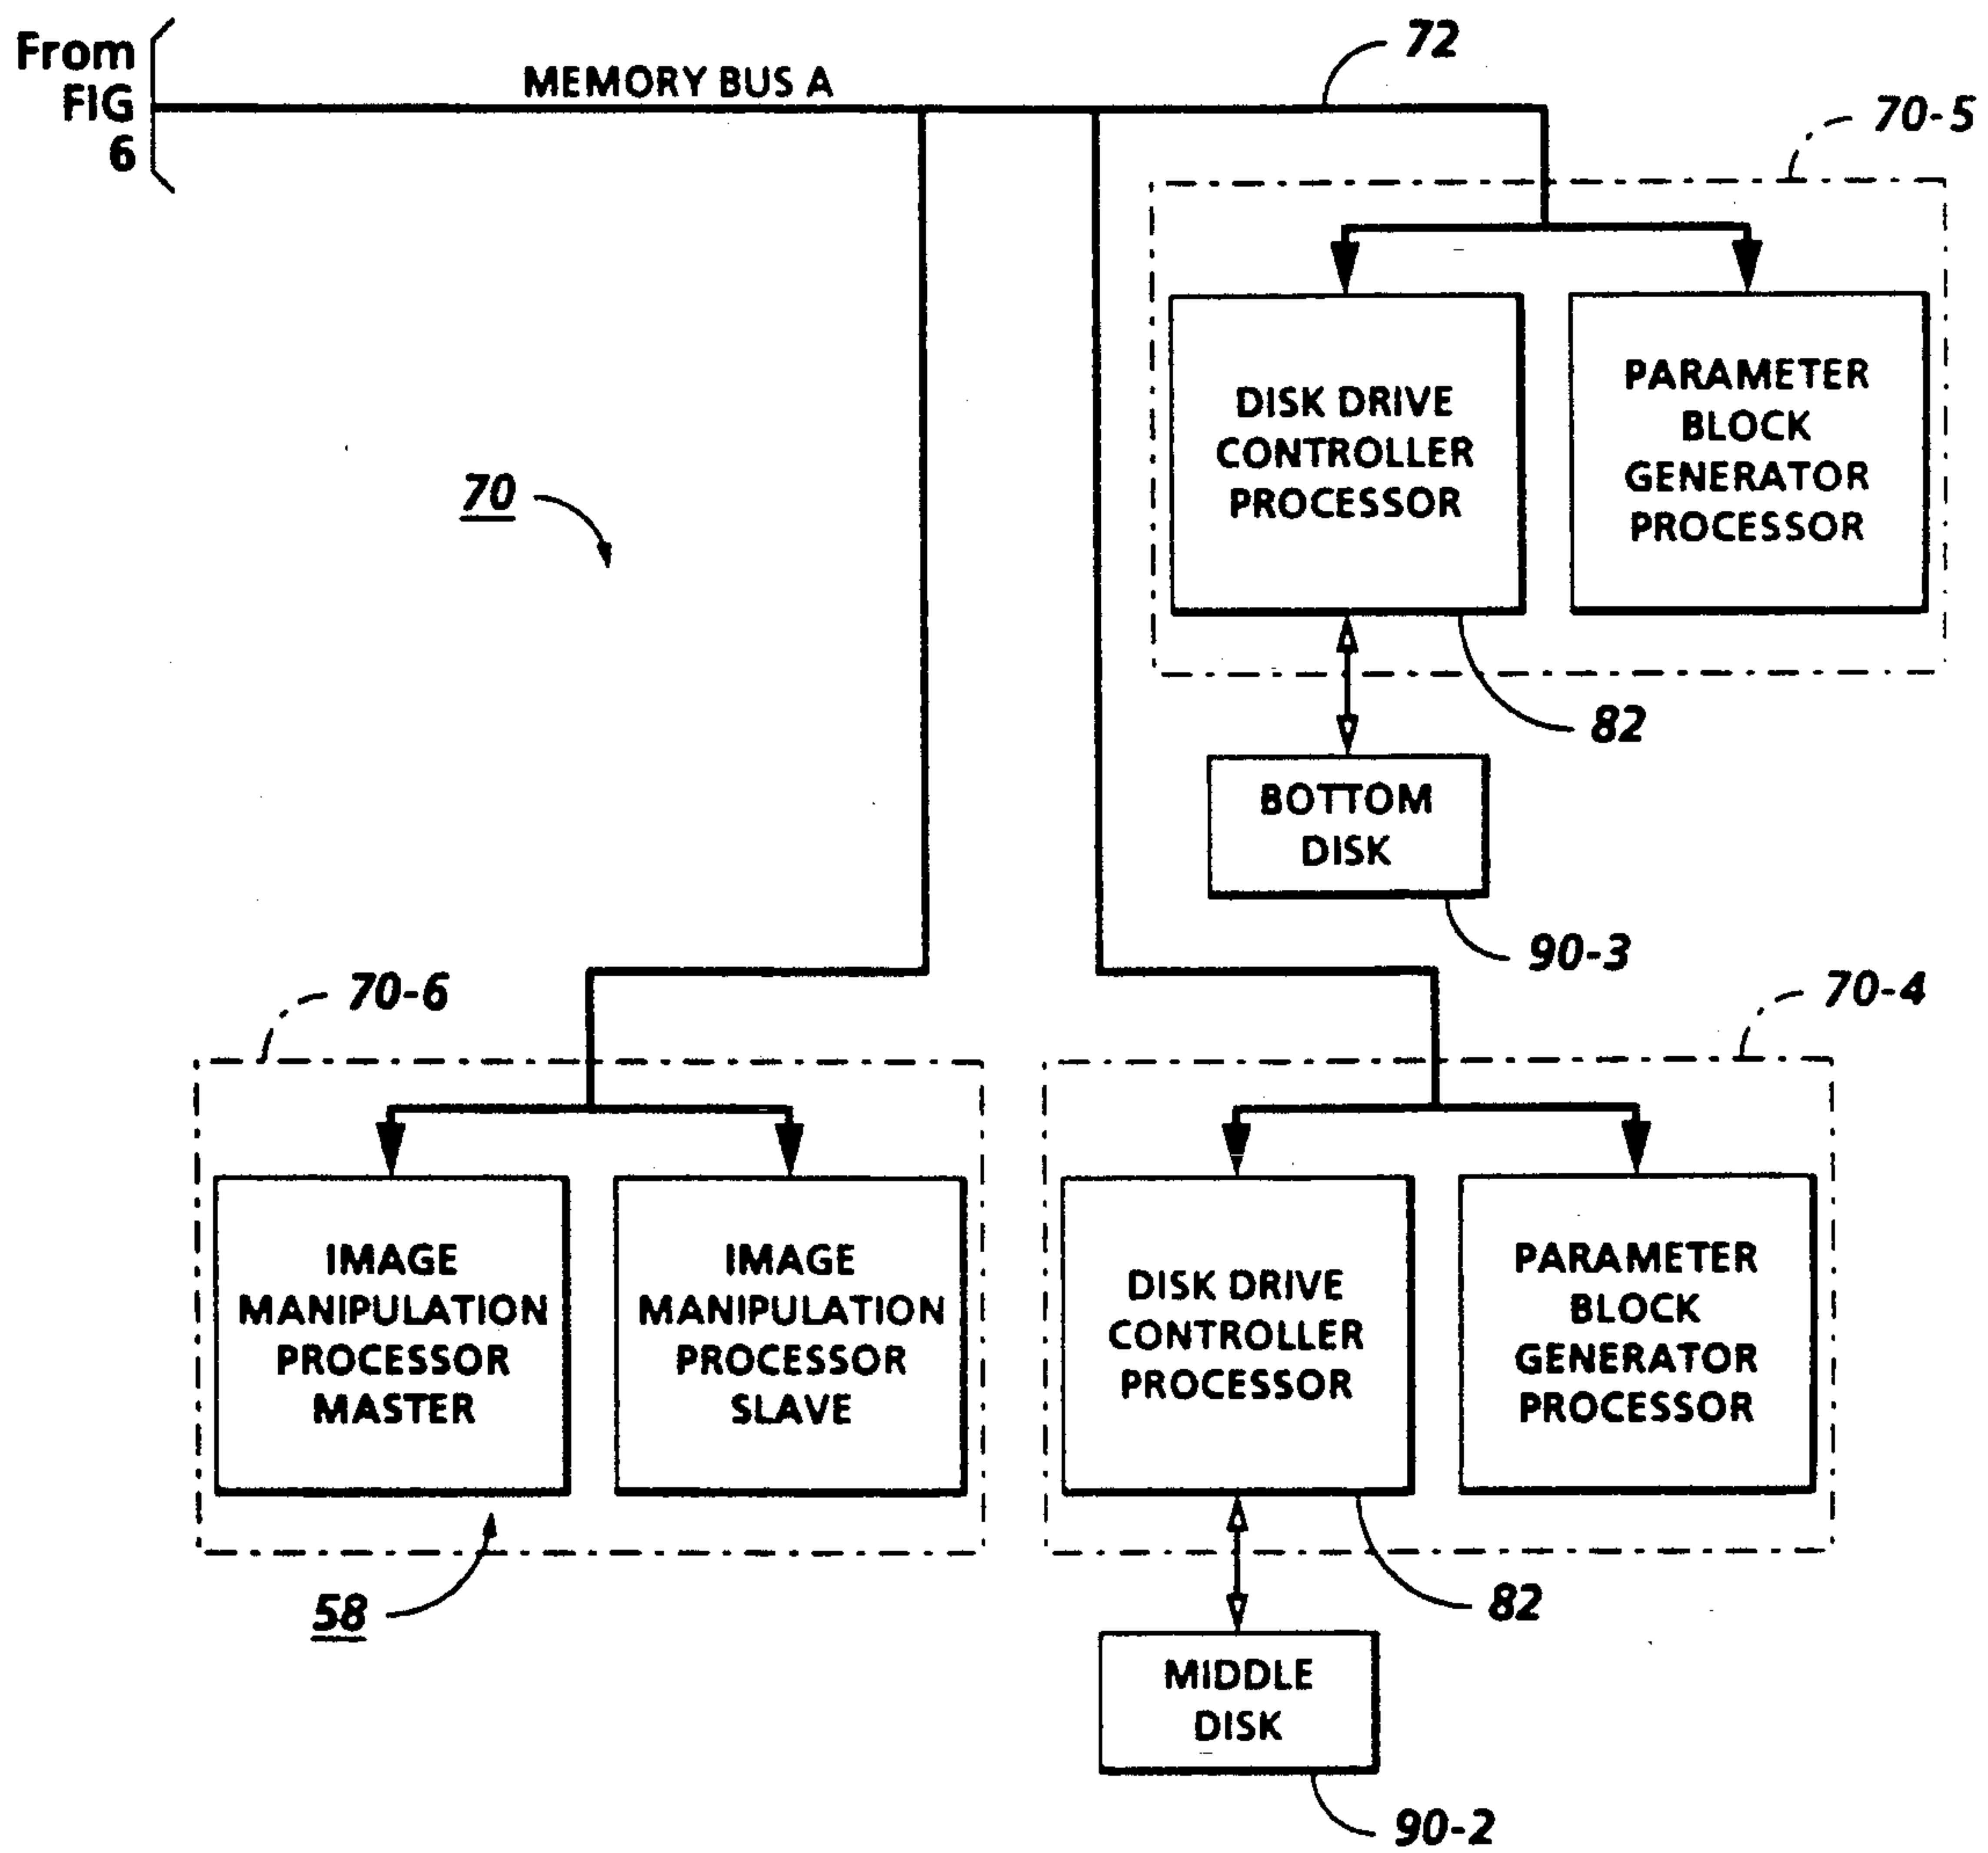 From
FIG
6
MEMORY BUS A
72
70-5
DISK DRIVE
CONTROLLER
PROCESSOR
PARAMETER
BLOCK
GENERATOR
PROCESSOR
70
82
BOTTOM
DISK
90-3
70-6
70-4
IMAGE
MANIPULATION
PROCESSOR
MASTER
IMAGE
MANIPULATION
PROCESSOR
SLAVE
DISK DRIVE
CONTROLLER
PROCESSOR
PARAMETER
BLOCK
GENERATOR
PROCESSOR
58
82
MIDDLE
DISK
90-2